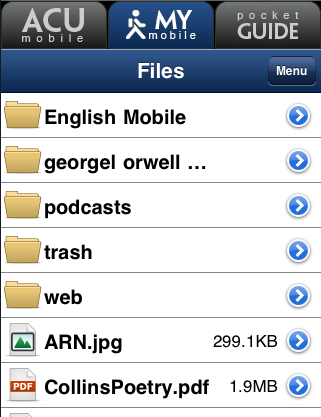 ACU MY pocket
mobile mobile GUIDE
Files Menu
English Mobile
georgel orwell ...
podcasts
trash
web
ARN.jpg 299.1KB
PDF CollinsPoetry.pdf 1.9MB